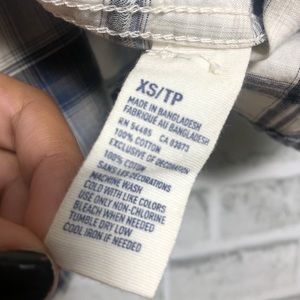 XS/TP
MADE IN BANGLADESH
FABRIQUE AU BANGLADESH
RN 54485 CA 03073
100% COTTON
EXCLUSIVE OF DECORATION
100% COTON
SANS LES DÉCORATIONS
MACHINE WASH
COLD WITH LIKE COLORS
USE ONLY NON-CHLORINE
BLEACH WHEN NEEDED
TUMBLE DRY LOW
COOL IRON IF NEEDED